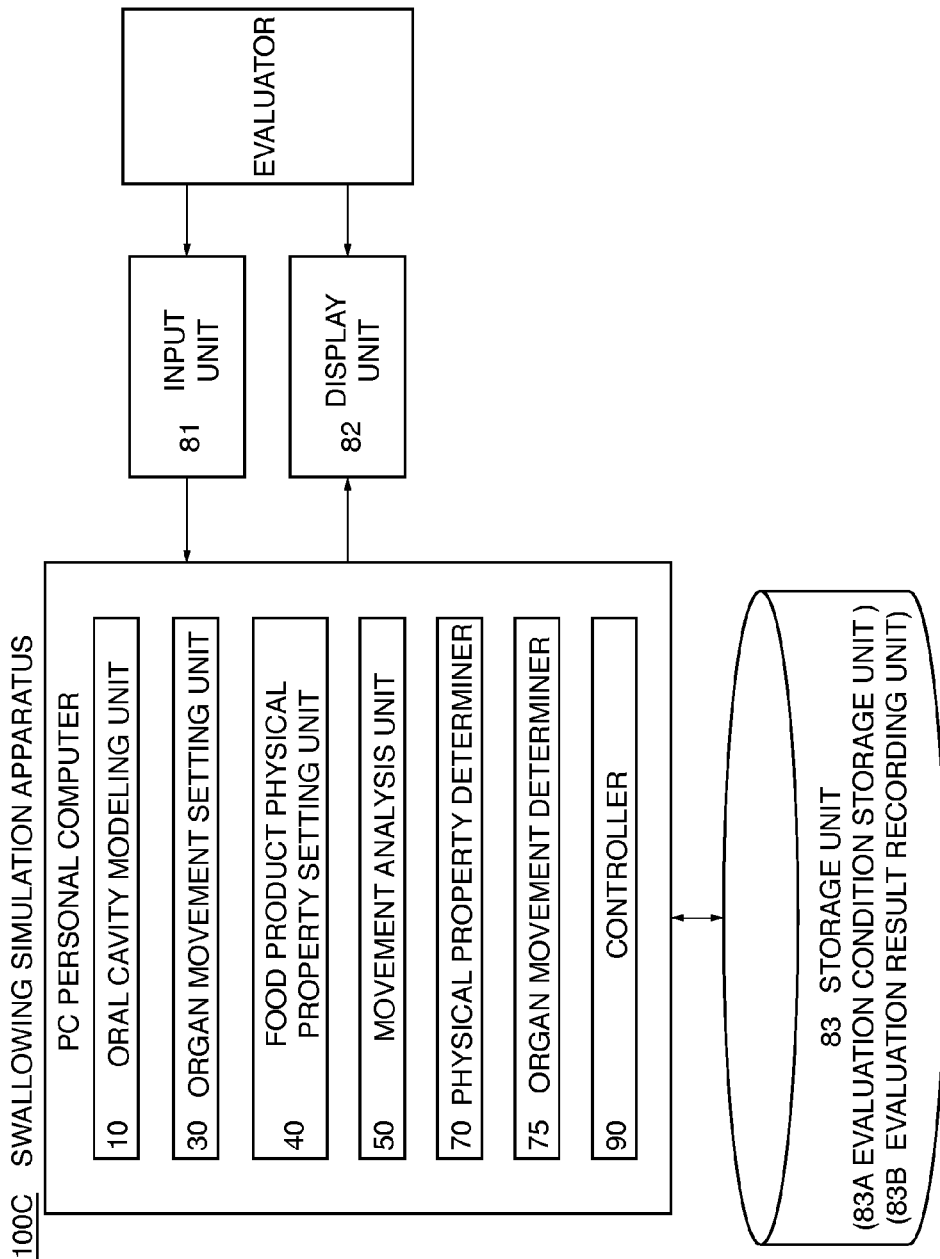 100C SWALLOWING SIMULATION APPARATUS
PC PERSONAL COMPUTER
10 ORAL CAVITY MODELING UNIT
30 ORGAN MOVEMENT SETTING UNIT
FOOD PRODUCT PHYSICAL
40 PROPERTY SETTING UNIT
50 MOVEMENT ANALYSIS UNIT
70 PHYSICAL PROPERTY DETERMINER
75 ORGAN MOVEMENT DETERMINER
90 CONTROLLER
INPUT
UNIT
81
DISPLAY
82
UNIT
EVALUATOR
83 STORAGE UNIT
(83A EVALUATION CONDITION STORAGE UNIT )
(83B EVALUATION RESULT RECORDING UNIT)